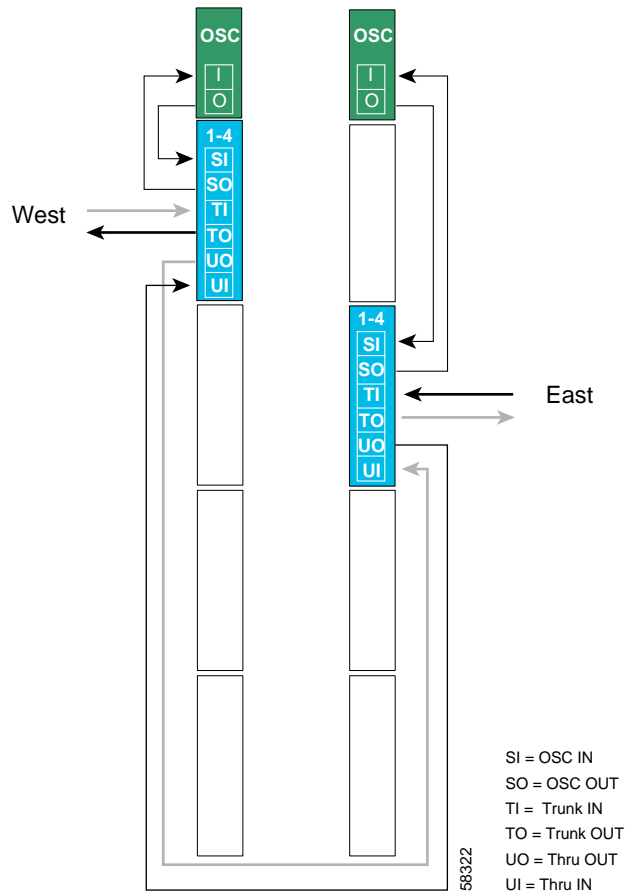 OSC
I
O
1-4
SI
SO
TI
TO
UO
UI
West
OSC
I
O
1-4
SI
SO
TI
TO
UO
UI
East
SI = OSC IN
SO = OSC OUT
TI = Trunk IN
TO = Trunk OUT
UO = Thru OUT
UI = Thru IN
58322